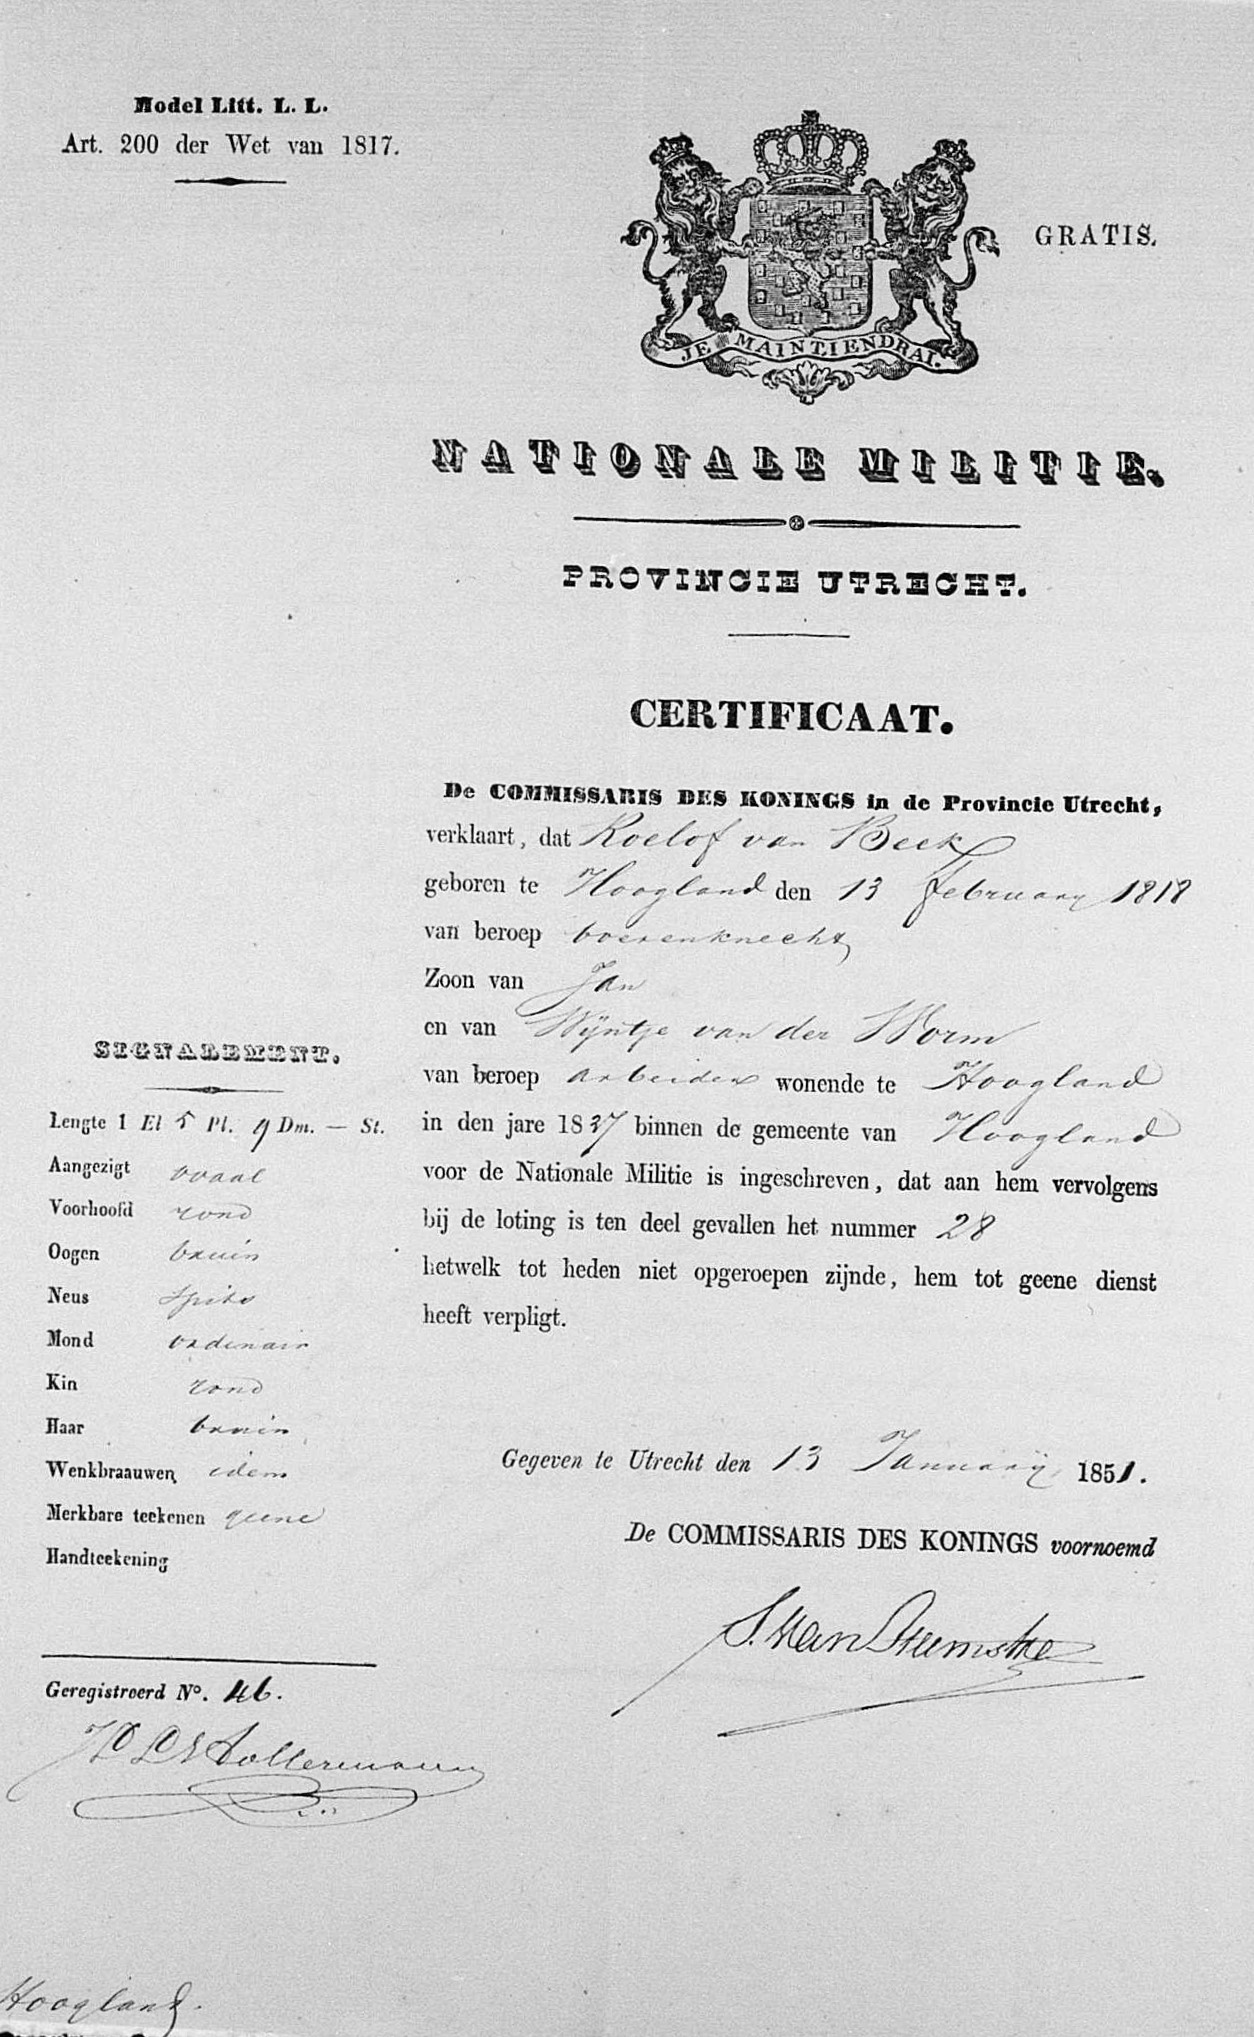 Model Litt. L. L.
Art. 200 der Wet van 1817.
GRATIS.
JE MAINTIENDRAI.
NATIONALE MILITIE.
PROVINCIE UTRECHT.
CERTIFICAAT.
De COMMISSARIS DES KONINGS in de Provincie Utrecht,
verklaart, dat Roelof van Beek
geboren te Hoogland den 13 February 1818
van beroep boerenknecht,
Zoon van Jan
en van Wijntje van der Worm
van beroep arbeider wonende te Hoogland
in den jare 1837 binnen de gemeente van Hoogland
voor de Nationale Militie is ingeschreven, dat aan hem vervolgens
bij de loting is ten deel gevallen het nummer 28
hetwelk tot heden niet opgeroepen zijnde, hem tot geene dienst
heeft verpligt.
SIGNALEMENT.
Lengte 1 El 5 Pl. 9 Dm. — St.
Aangezigt ovaal
Voorhoofd rond
Oogen bruin
Neus spits
Mond ordinair
Kin rond
Haar bruin
Wenkbraauwen idem
Merkbare teekenen geene
Handteekening
Gegeven te Utrecht den 13 Januarij 1851.
De COMMISSARIS DES KONINGS voornoemd
Geregistreerd No. 46.
Hoogland.